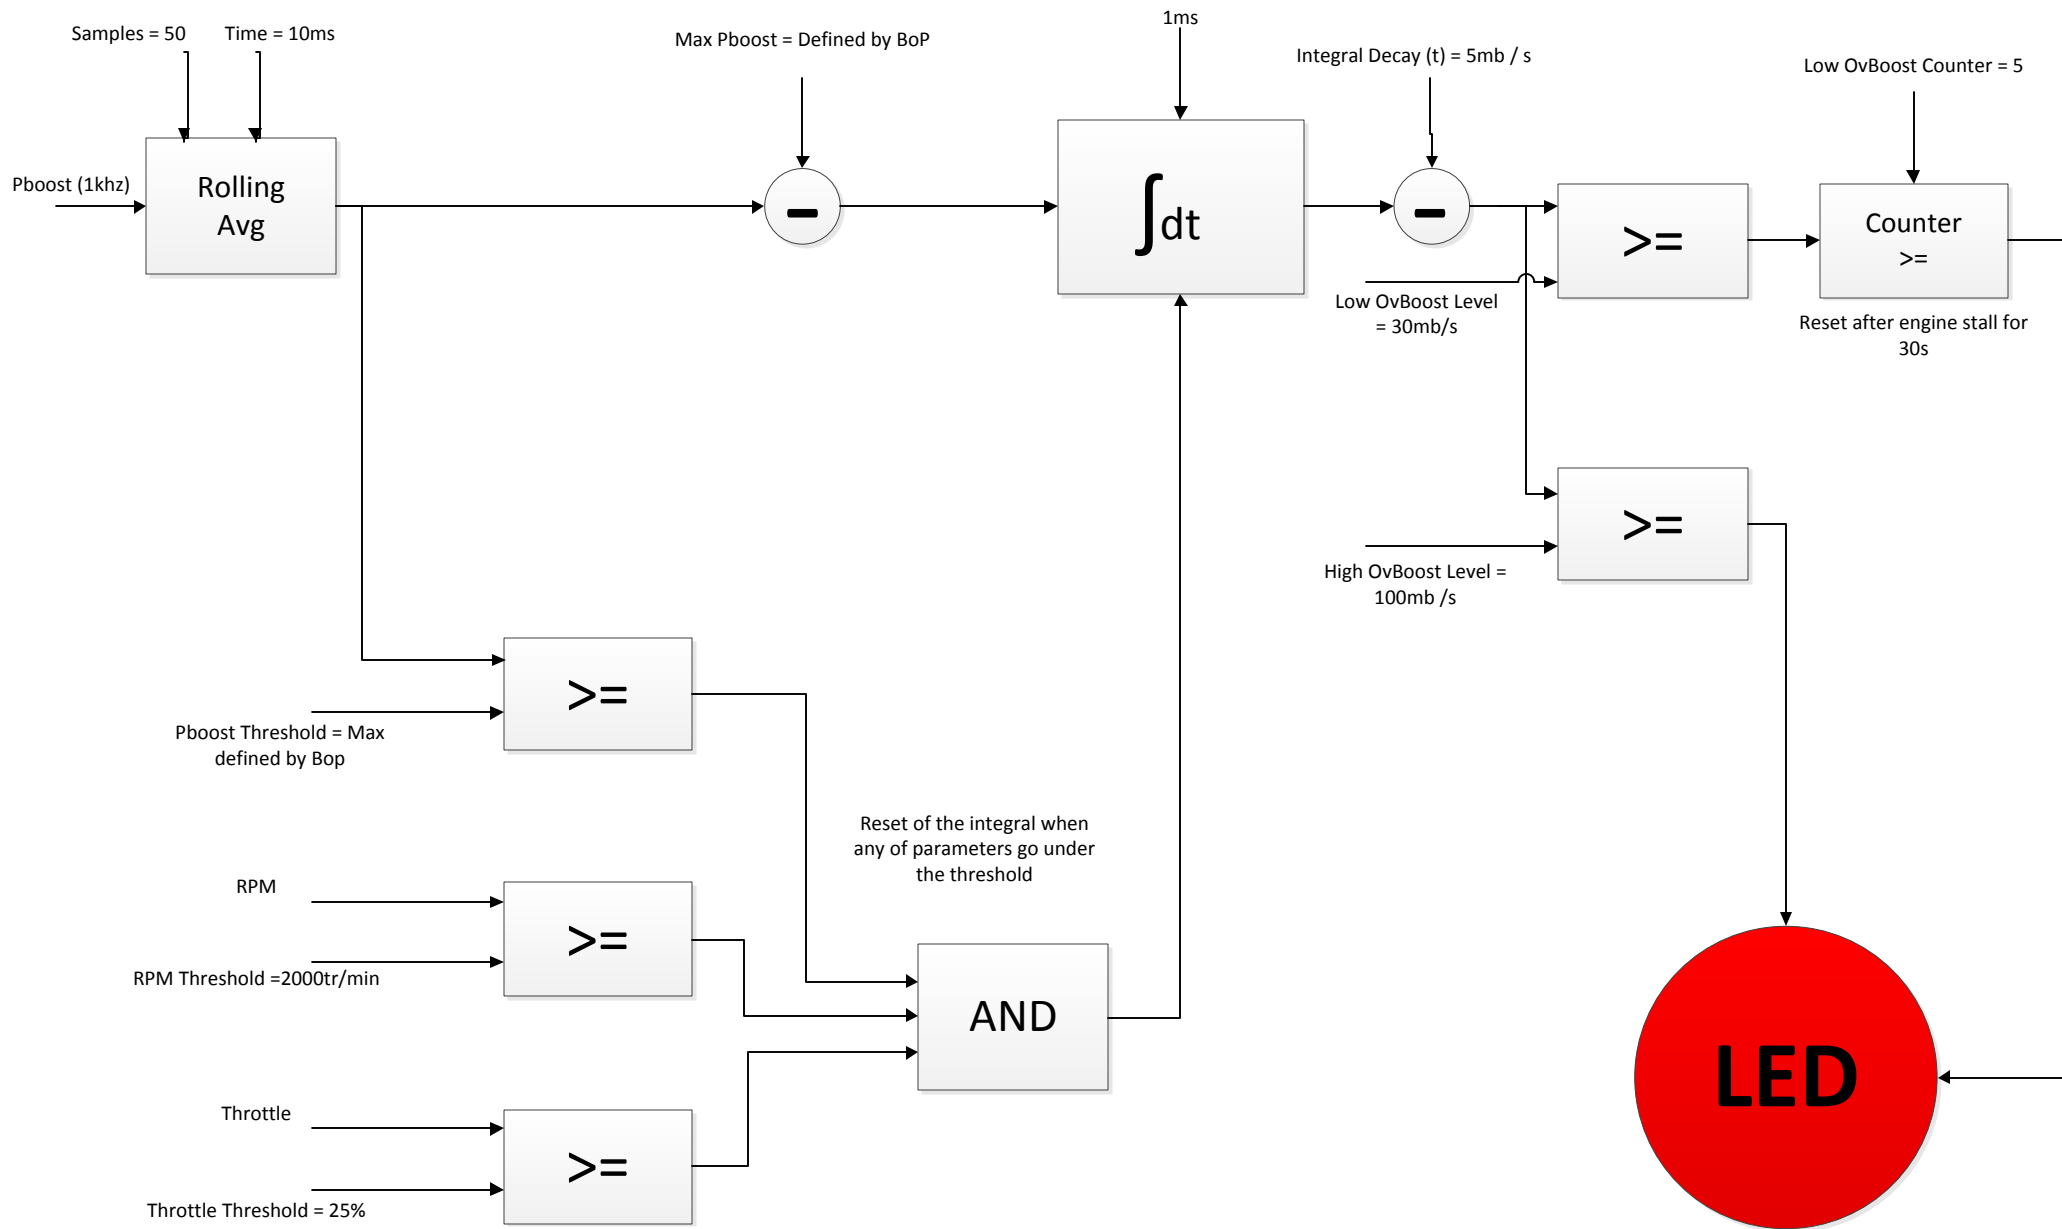 Samples = 50
Time = 10ms
Max Pboost = Defined by BoP
1ms
Integral Decay (t) = 5mb / s
Low OvBoost Counter = 5
Pboost (1khz)
Rolling
Avg
-
∫dt
-
>=
Counter
>=
Low OvBoost Level
= 30mb/s
Reset after engine stall for
30s
>=
High OvBoost Level =
100mb /s
>=
Pboost Threshold = Max
defined by Bop
Reset of the integral when
any of parameters go under
the threshold
RPM
>=
RPM Threshold =2000tr/min
AND
LED
Throttle
>=
Throttle Threshold = 25%